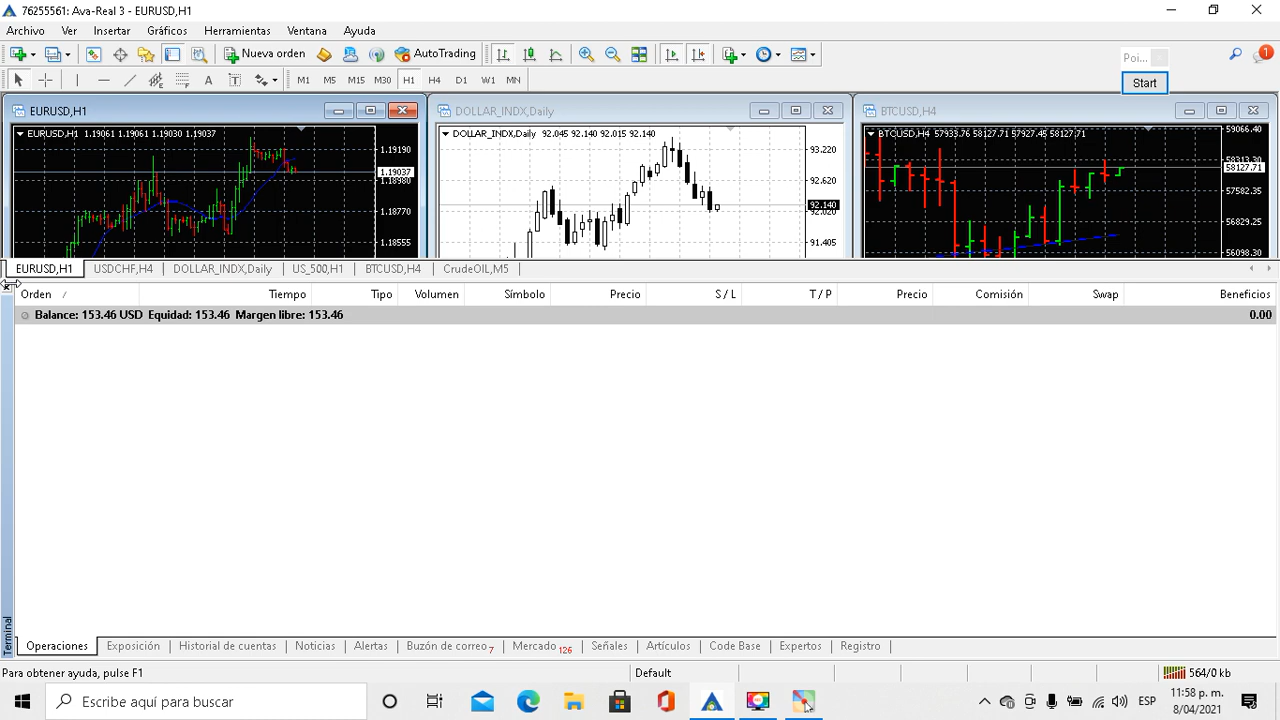 76255561: Ava-Real 3 - EURUSD,H1
Archivo Ver Insertar Gráficos Herramientas Ventana Ayuda
Nueva orden AutoTrading
Poi...
1
Start
A T M1 M5 M15 M30 H1 H4 D1 W1 MN
EURUSD,H1 DOLLAR_INDX,Daily BTCUSD,H4
EURUSD,H1 1.19061 1.19061 1.19030 1.19037
1.19190
1.19037
1.18980
1.18770
1.18555
DOLLAR_INDX,Daily 92.045 92.140 92.015 92.140
93.220
92.620
92.140
92.020
91.405
BTCUSD,H4 57933.76 58127.71 57927.45 58127.71
59066.40
58127.71
57582.35
56829.25
56098.30
EURUSD,H1 USDCHF,H4 DOLLAR_INDX,Daily US_500,H1 BTCUSD,H4 CrudeOIL,M5
Orden / Tiempo Tipo Volumen Símbolo Precio S / L T / P Precio Comisión Swap Beneficios
Balance: 153.46 USD Equidad: 153.46 Margen libre: 153.46 0.00
Terminal
Operaciones Exposición Historial de cuentas Noticias Alertas Buzón de correo 7 Mercado 126 Señales Artículos Code Base Expertos Registro
Para obtener ayuda, pulse F1 Default 564/0 kb
Escribe aquí para buscar
ESP
11:58 p. m.
8/04/2021